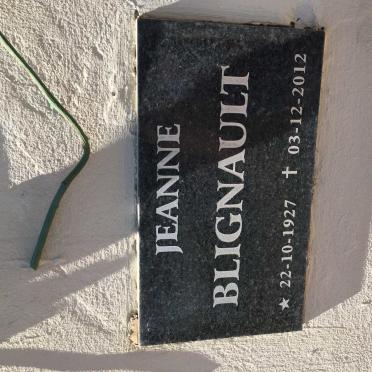 JEANNE
BLIGNAULT
★ 22-10-1927 ✝ 03-12-2012